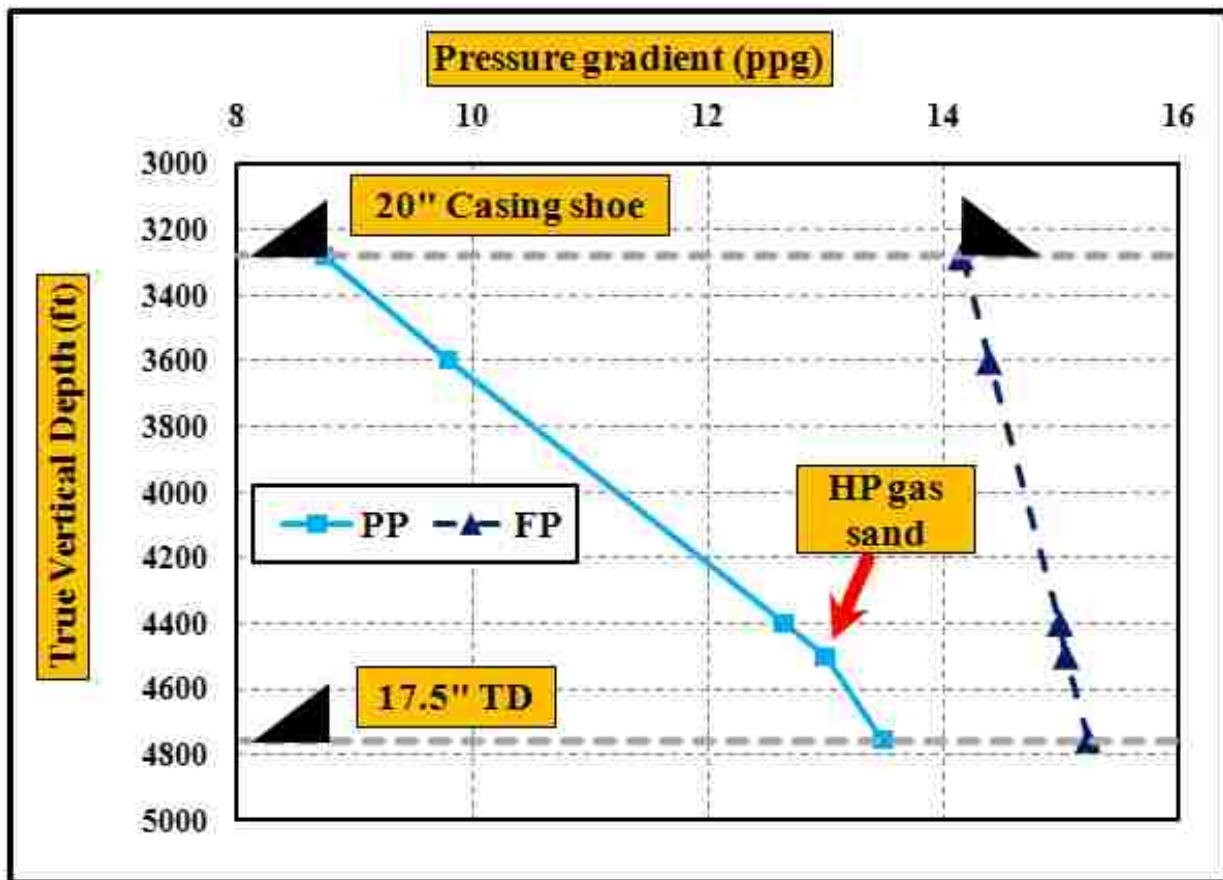 Pressure gradient (ppg)
8 10 12 14 16
3000
3200
3400
3600
3800
4000
4200
4400
4600
4800
5000
True Vertical Depth (ft)
20" Casing shoe
HP gas
sand
PP FP
17.5" TD